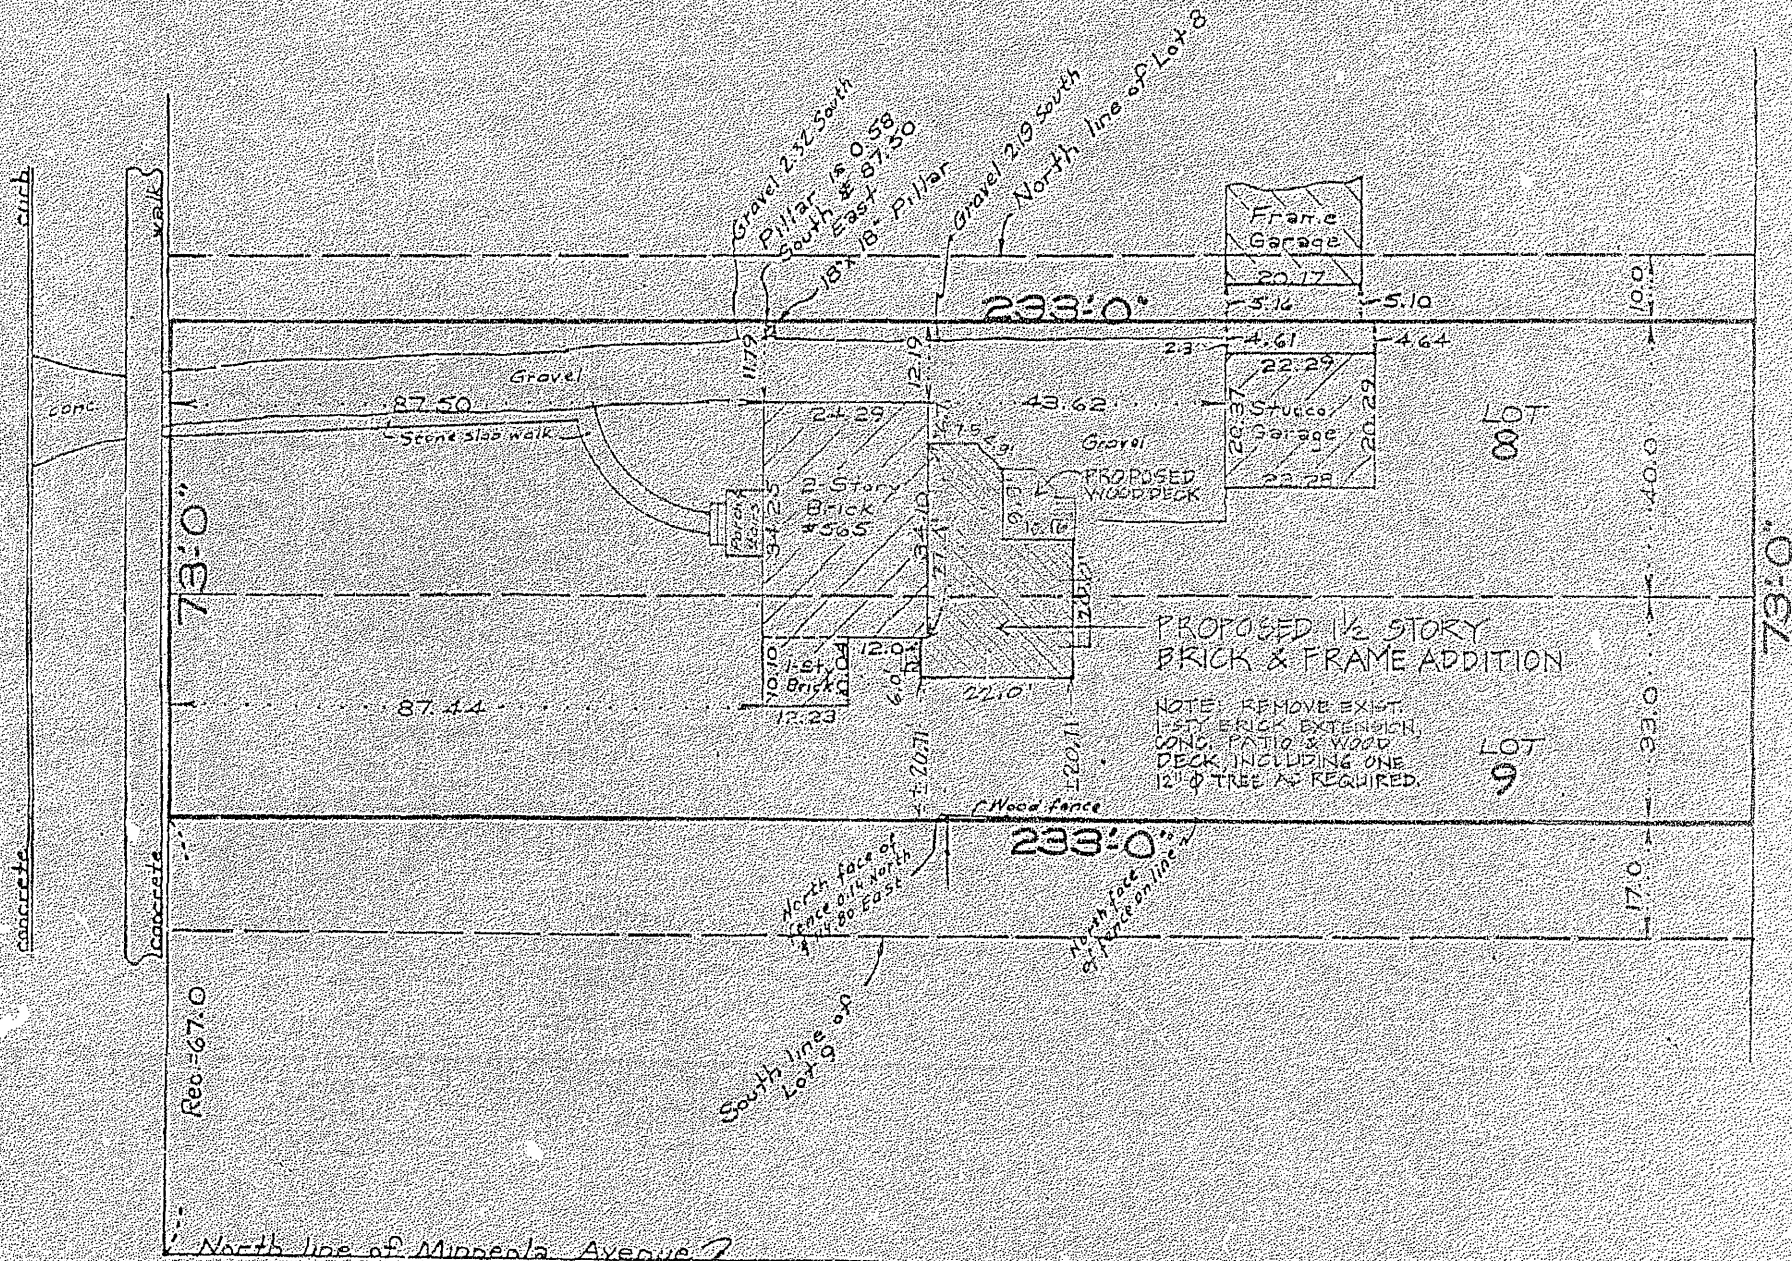 curb
walk
conc.
concrete
concrete
Gravel 2.32 South
Pillar is 0.58
South & 87.50
East
18"x 18" Pillar
Gravel 2.19 South
North line of Lot 8
Frame
Garage
20.17
5.16
5.10
10.0
233'-0"
11.79
12.19
2.3
4.61
4.64
Gravel
87.50
Stone slab walk
24.29
43.62
Gravel
22.29
20.37
Stucco
Garage
20.29
22.28
LOT
8
40.0
PROPOSED
WOOD DECK
2-Story
Brick
#565
Porch
34.25
34.10
73'-0"
73'-0"
PROPOSED 1½ STORY
BRICK & FRAME ADDITION
10.10
1-Sty
Brick
12.0
6.0'
22.0'
12.23
87.44
NOTE: REMOVE EXIST.
1-STY BRICK EXTENSION,
CONC. PATIO & WOOD
DECK, INCLUDING ONE
12" Φ TREE AS REQUIRED.
LOT
9
33.0
20.71
20.71
Wood fence
233'-0"
North face of
fence 0.14 North
East
North face
of fence on line
17.0
South line of
Lot 9
Rec.=67.0
North line of Minneola Avenue